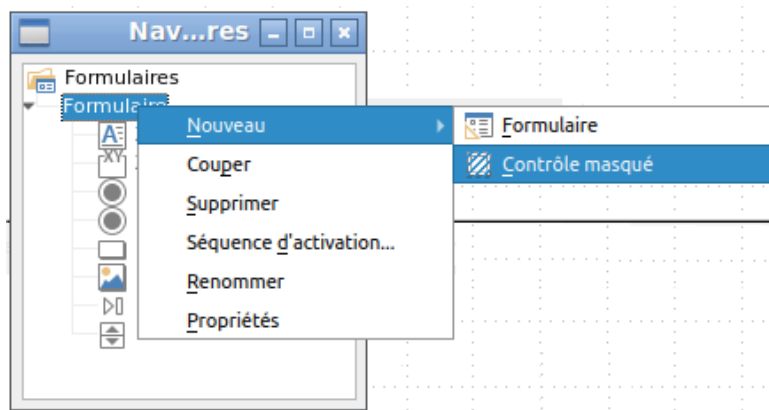 Nav...res
Formulaires
Formulaire
Nouveau
Formulaire
Couper
Contrôle masqué
Supprimer
Séquence d'activation...
Renommer
Propriétés